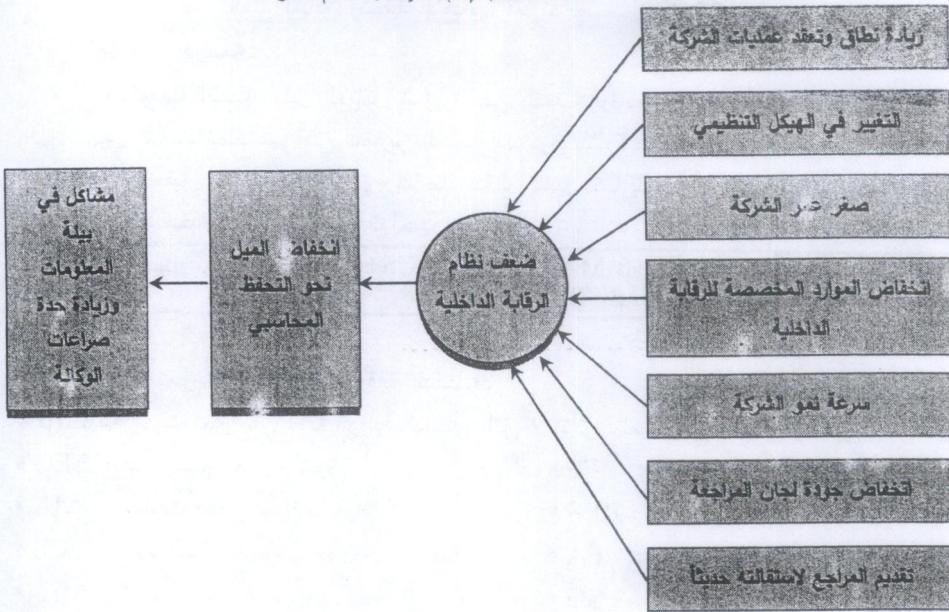 زيادة نطاق وتعقد عمليات الشركة
التغيير في الهيكل التنظيمي
صغر عمر الشركة
انخفاض الموارد المخصصة للرقابة
الداخلية
سرعة نمو الشركة
انخفاض جودة لجان المراجعة
تقديم المراجع لاستقالته حديثاً
ضعف نظام
الرقابة الداخلية
انخفاض الميل
نحو التحفظ
المحاسبي
مشاكل في
بيئة
المعلومات
وزيادة حدة
صراعات
الوكالة